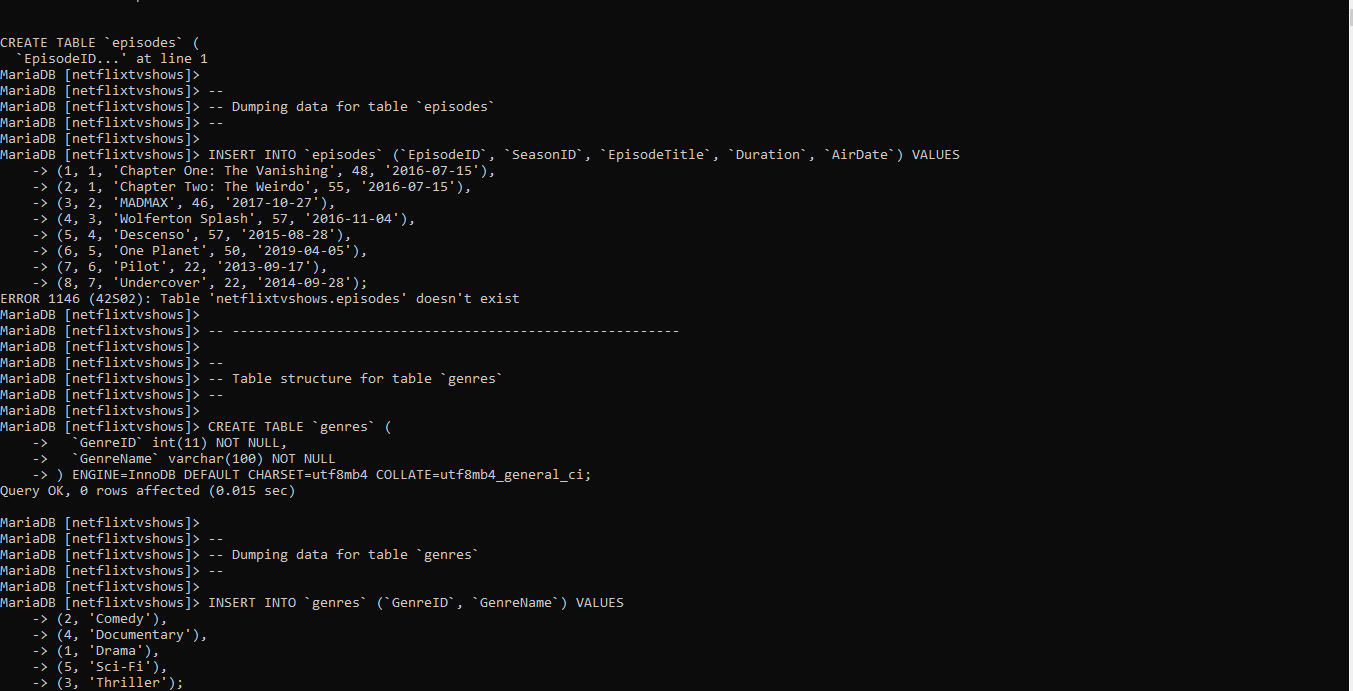 CREATE TABLE `episodes` (
  `EpisodeID...' at line 1
MariaDB [netflixtvshows]>
MariaDB [netflixtvshows]> --
MariaDB [netflixtvshows]> -- Dumping data for table `episodes`
MariaDB [netflixtvshows]> --
MariaDB [netflixtvshows]>
MariaDB [netflixtvshows]> INSERT INTO `episodes` (`EpisodeID`, `SeasonID`, `EpisodeTitle`, `Duration`, `AirDate`) VALUES
    -> (1, 1, 'Chapter One: The Vanishing', 48, '2016-07-15'),
    -> (2, 1, 'Chapter Two: The Weirdo', 55, '2016-07-15'),
    -> (3, 2, 'MADMAX', 46, '2017-10-27'),
    -> (4, 3, 'Wolferton Splash', 57, '2016-11-04'),
    -> (5, 4, 'Descenso', 57, '2015-08-28'),
    -> (6, 5, 'One Planet', 50, '2019-04-05'),
    -> (7, 6, 'Pilot', 22, '2013-09-17'),
    -> (8, 7, 'Undercover', 22, '2014-09-28');
ERROR 1146 (42S02): Table 'netflixtvshows.episodes' doesn't exist
MariaDB [netflixtvshows]>
MariaDB [netflixtvshows]> -- --------------------------------------------------------
MariaDB [netflixtvshows]>
MariaDB [netflixtvshows]> --
MariaDB [netflixtvshows]> -- Table structure for table `genres`
MariaDB [netflixtvshows]> --
MariaDB [netflixtvshows]>
MariaDB [netflixtvshows]> CREATE TABLE `genres` (
    ->   `GenreID` int(11) NOT NULL,
    ->   `GenreName` varchar(100) NOT NULL
    -> ) ENGINE=InnoDB DEFAULT CHARSET=utf8mb4 COLLATE=utf8mb4_general_ci;
Query OK, 0 rows affected (0.015 sec)
MariaDB [netflixtvshows]>
MariaDB [netflixtvshows]> --
MariaDB [netflixtvshows]> -- Dumping data for table `genres`
MariaDB [netflixtvshows]> --
MariaDB [netflixtvshows]>
MariaDB [netflixtvshows]> INSERT INTO `genres` (`GenreID`, `GenreName`) VALUES
    -> (2, 'Comedy'),
    -> (4, 'Documentary'),
    -> (1, 'Drama'),
    -> (5, 'Sci-Fi'),
    -> (3, 'Thriller');